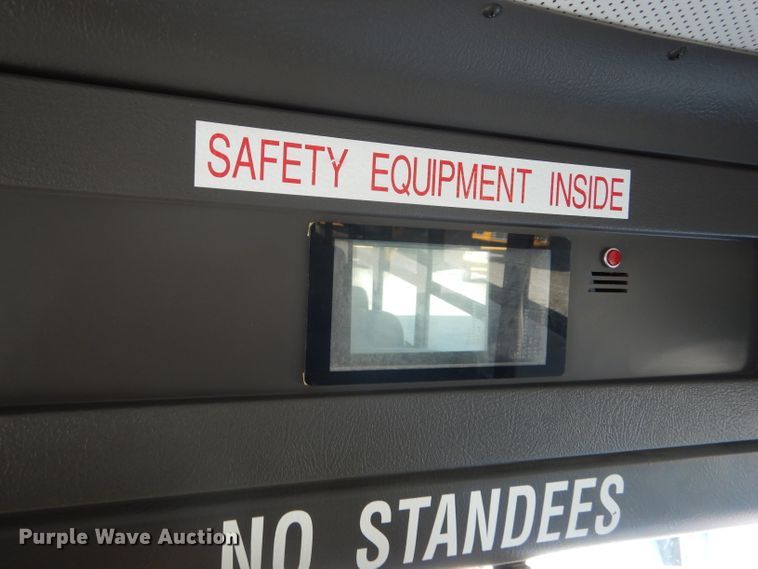 SAFETY EQUIPMENT INSIDE
NO STANDEES
Purple Wave Auction